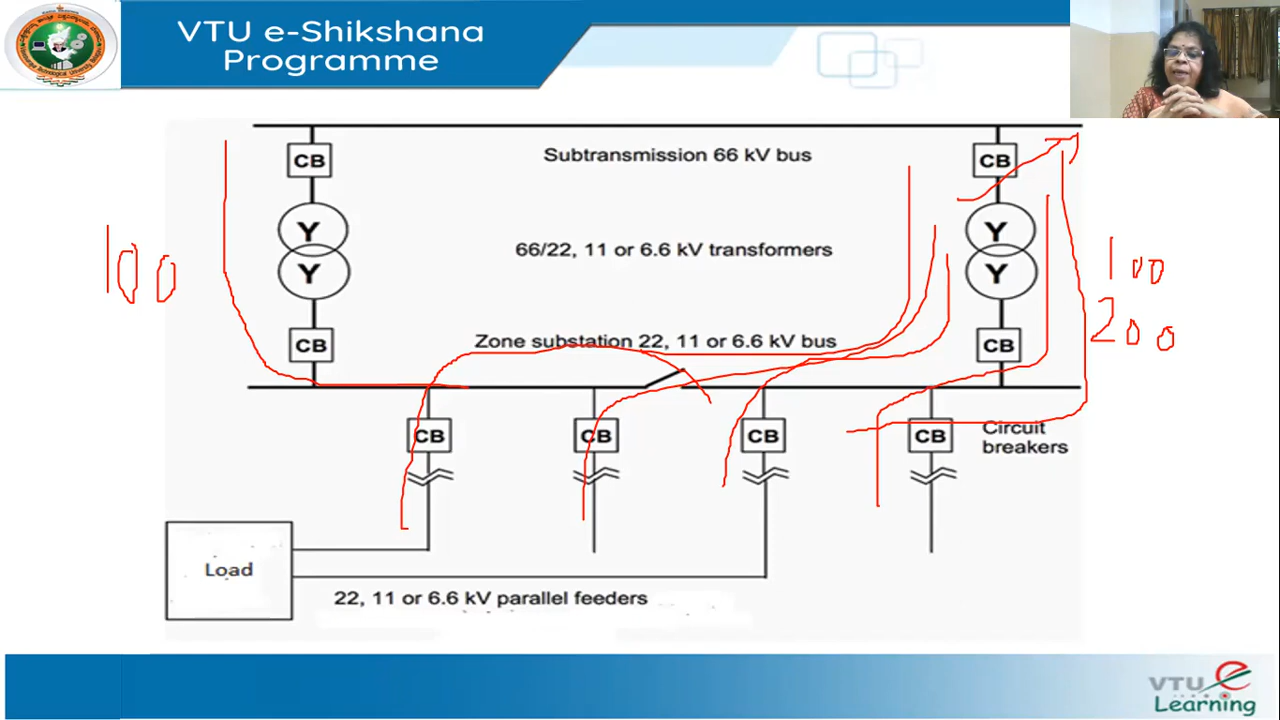 VTU e-Shikshana
Programme
CB
Subtransmission 66 kV bus
CB
Y
Y
66/22, 11 or 6.6 kV transformers
Y
Y
100
100
200
CB
Zone substation 22, 11 or 6.6 kV bus
CB
CB
CB
CB
CB
Circuit
breakers
Load
22, 11 or 6.6 kV parallel feeders
VTU e
Learning